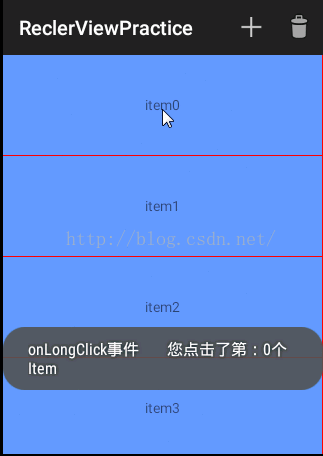 ReclerViewPractice
item0
item1
http://blog.csdn.net/
item2
onLongClick事件 您点击了第：0个
Item
item3